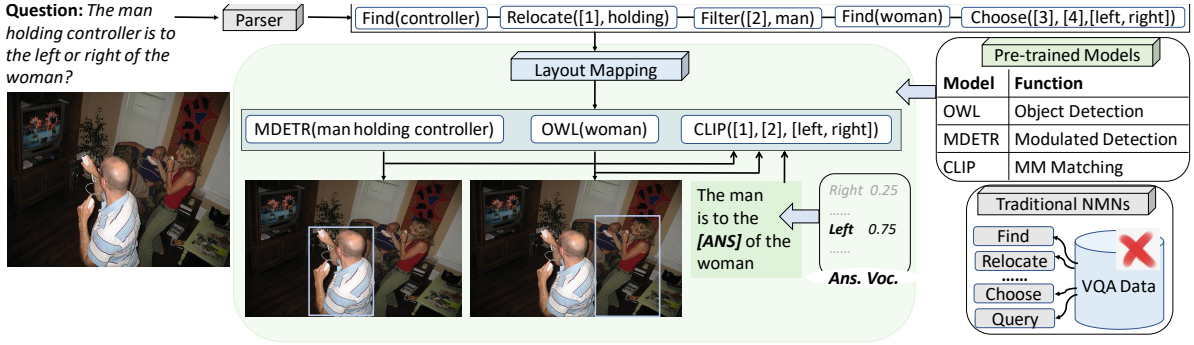 Question: The man
holding controller is to
the left or right of the
woman?
Parser
Find(controller)
Relocate([1], holding)
Filter([2], man)
Find(woman)
Choose([3], [4],[left, right])
Layout Mapping
MDETR(man holding controller)
OWL(woman)
CLIP([1], [2], [left, right])
The man
is to the
[ANS] of the
woman
Right 0.25
......
Left 0.75
......
Ans. Voc.
Pre-trained Models
Model Function
OWL Object Detection
MDETR Modulated Detection
CLIP MM Matching
Traditional NMNs
Find
Relocate
......
Choose
Query
VQA Data